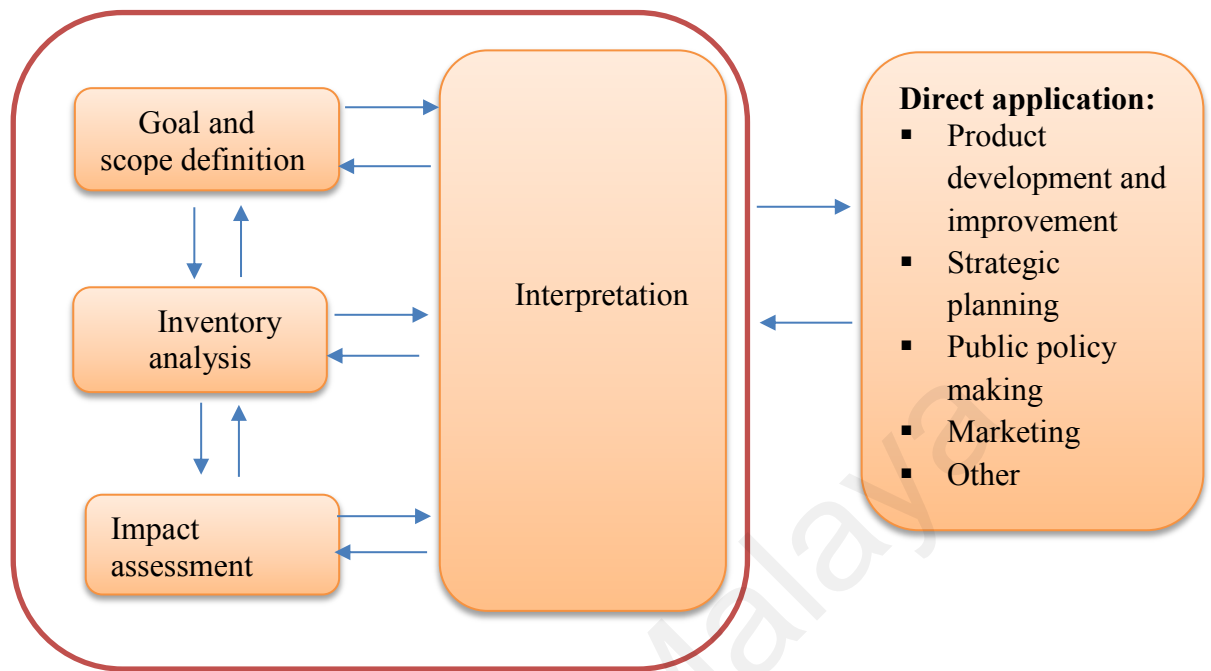 Goal and
scope definition
Inventory
analysis
Impact
assessment
Interpretation
Direct application:
▪ Product
development and
improvement
▪ Strategic
planning
▪ Public policy
making
▪ Marketing
▪ Other
Malaya